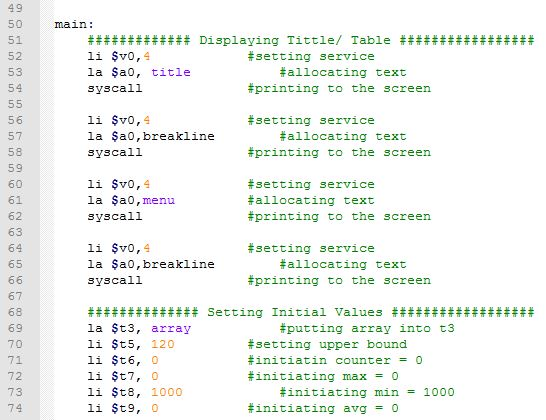 49
50 main:
51 ############# Displaying Tittle/ Table #################
52 li $v0,4 #setting service
53 la $a0, title #allocating text
54 syscall #printing to the screen
55
56 li $v0,4 #setting service
57 la $a0,breakline #allocating text
58 syscall #printing to the screen
59
60 li $v0,4 #setting service
61 la $a0,menu #allocating text
62 syscall #printing to the screen
63
64 li $v0,4 #setting service
65 la $a0,breakline #allocating text
66 syscall #printing to the screen
67
68 ############## Setting Initial Values ##################
69 la $t3, array #putting array into t3
70 li $t5, 120 #setting upper bound
71 li $t6, 0 #initiatin counter = 0
72 li $t7, 0 #initiating max = 0
73 li $t8, 1000 #initiating min = 1000
74 li $t9, 0 #initiating avg = 0